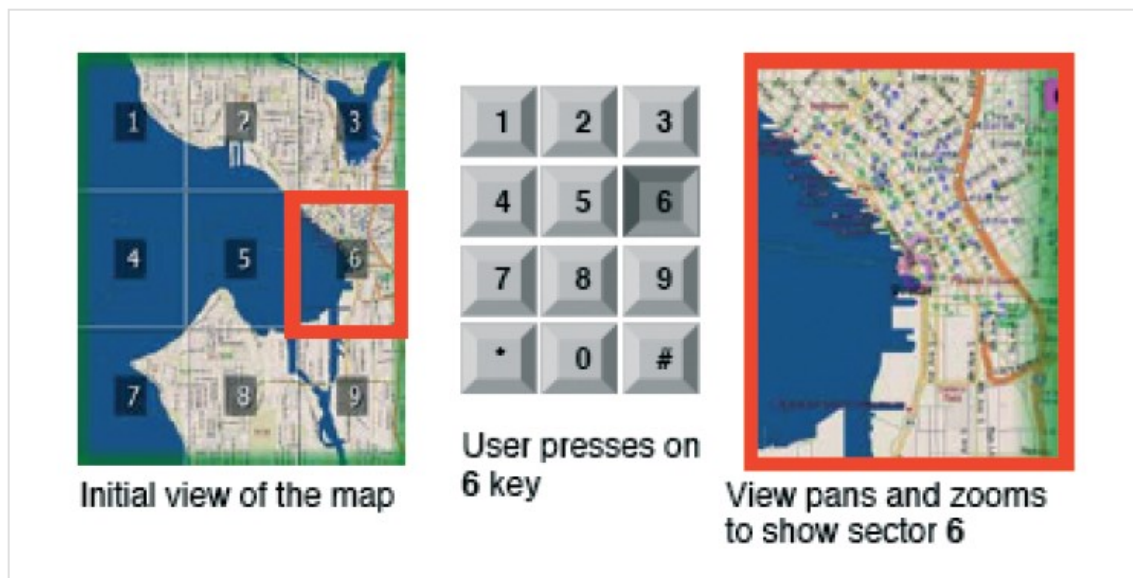 1 2 3
4 5 6
7 8 9
1 2 3
4 5 6
7 8 9
* 0 #
Initial view of the map
User presses on
6 key
View pans and zooms
to show sector 6